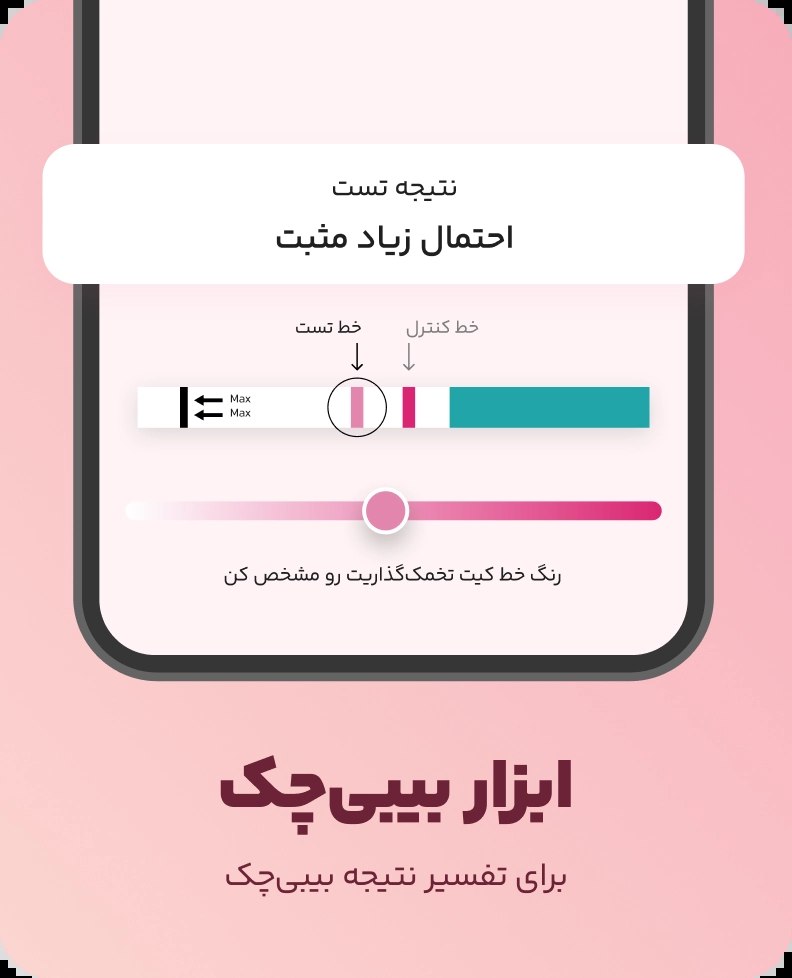 نتیجه تست
احتمال زیاد مثبت
خط کنترل
خط تست
Max
Max
رنگ خط کیت تخمک‌گذاریت رو مشخص کن
ابزار بیبی‌چک
برای تفسیر نتیجه بیبی‌چک